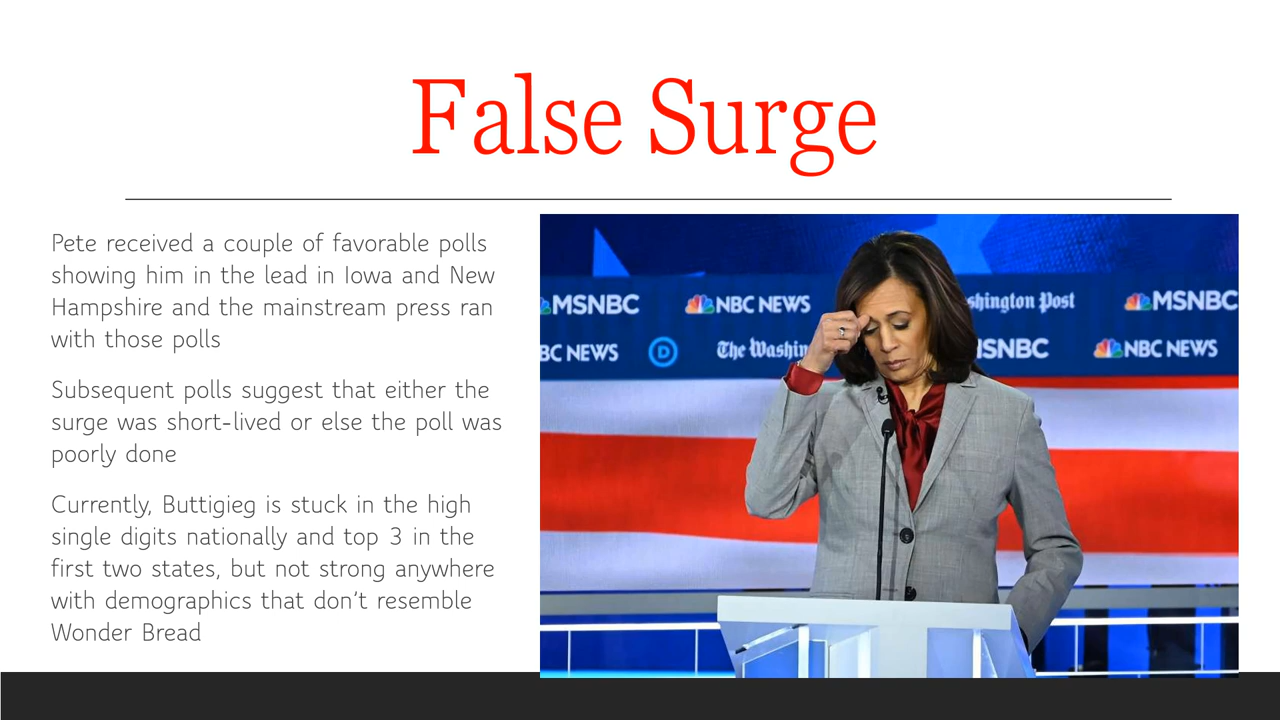 False Surge
Pete received a couple of favorable polls
showing him in the lead in Iowa and New
Hampshire and the mainstream press ran
with those polls
Subsequent polls suggest that either the
surge was short-lived or else the poll was
poorly done
Currently, Buttigieg is stuck in the high
single digits nationally and top 3 in the
first two states, but not strong anywhere
with demographics that don't resemble
Wonder Bread
MSNBC NBC NEWS shington Post MSNBC
BC NEWS D The Washin NSNBC NBC NEWS